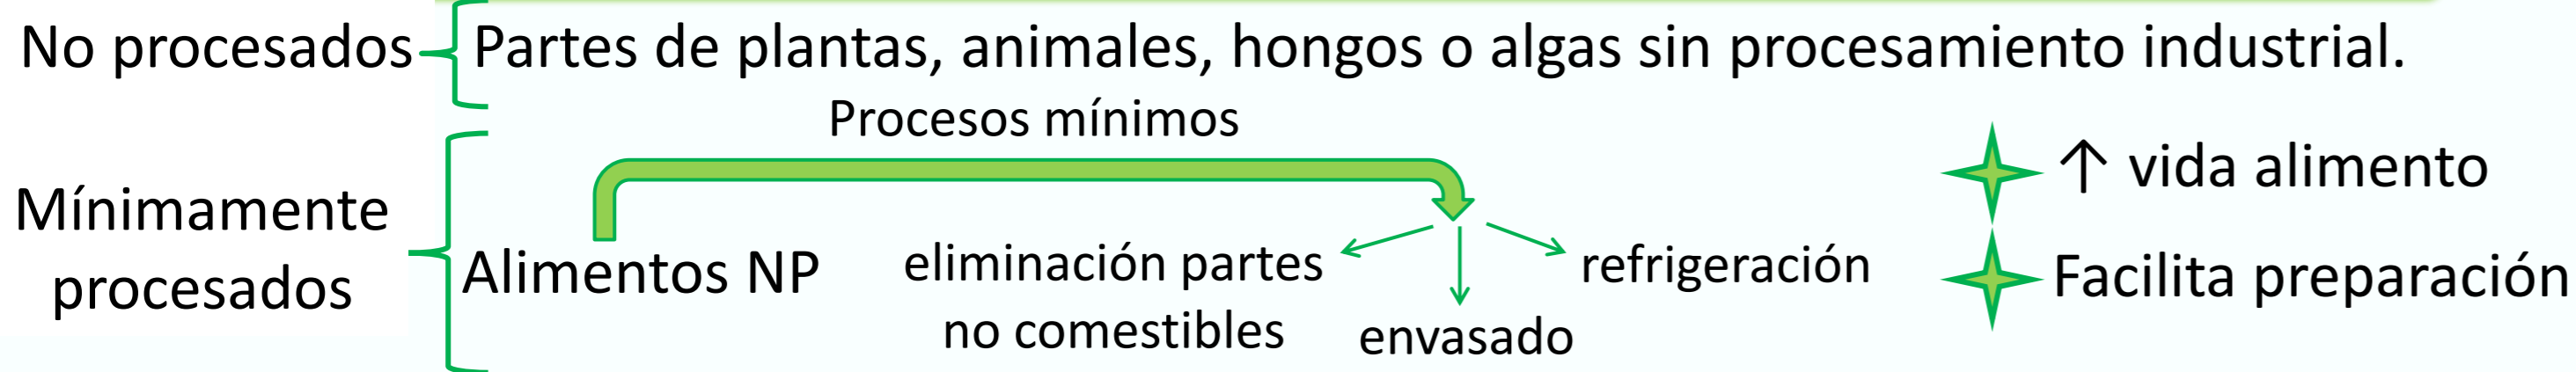 No procesados
Partes de plantas, animales, hongos o algas sin procesamiento industrial.
Procesos mínimos
Mínimamente
procesados
Alimentos NP
eliminación partes
no comestibles
envasado
refrigeración
↑ vida alimento
Facilita preparación